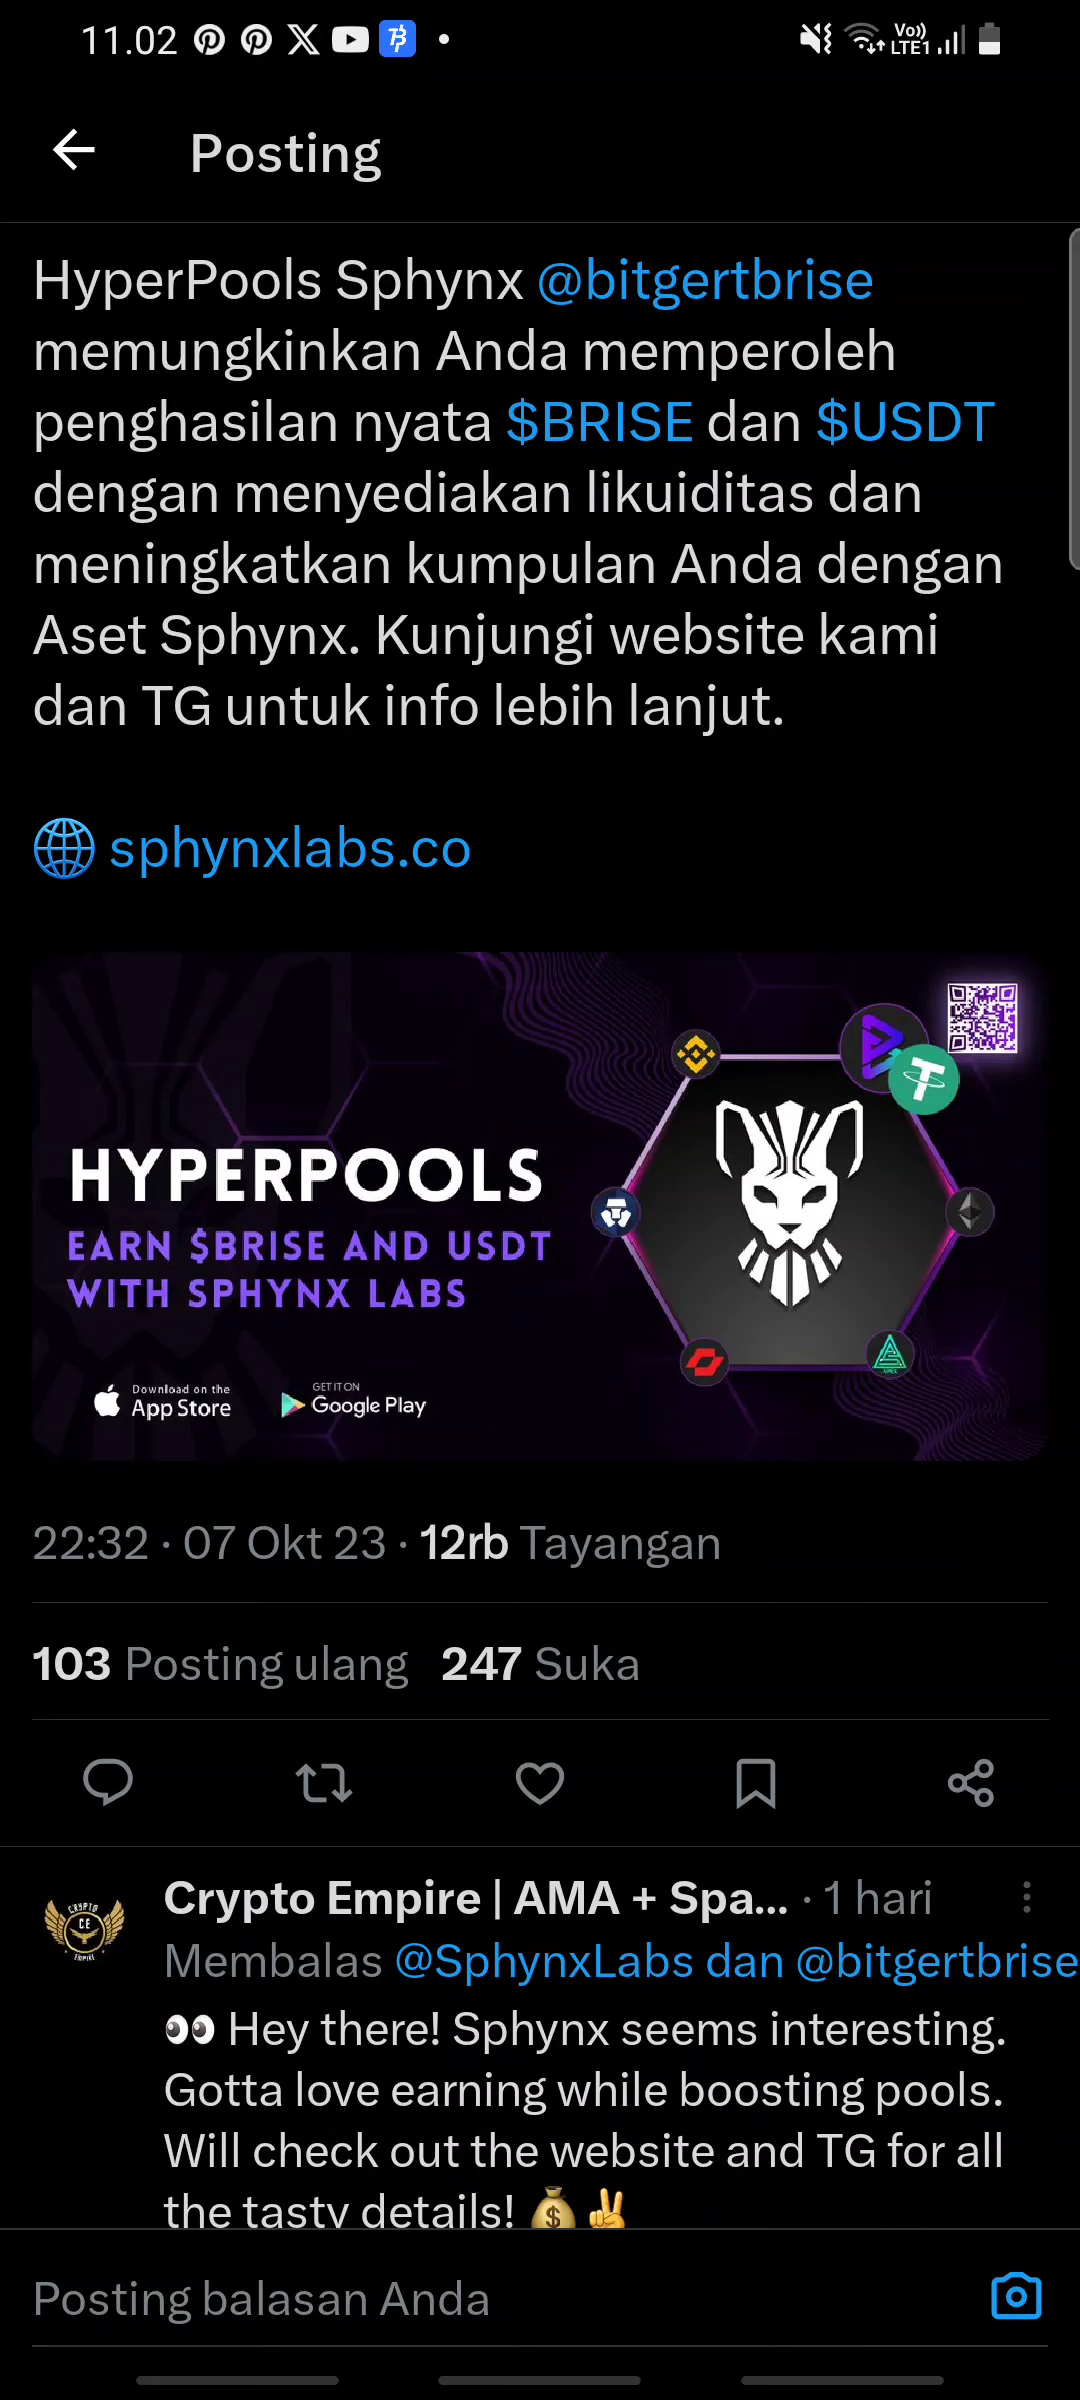 11.02
Vo))
LTE1
Posting
HyperPools Sphynx @bitgertbrise
memungkinkan Anda memperoleh
penghasilan nyata $BRISE dan $USDT
dengan menyediakan likuiditas dan
meningkatkan kumpulan Anda dengan
Aset Sphynx. Kunjungi website kami
dan TG untuk info lebih lanjut.
sphynxlabs.co
HYPERPOOLS
EARN $BRISE AND USDT
WITH SPHYNX LABS
Download on the
App Store
GET IT ON
Google Play
22:32 · 07 Okt 23 · 12rb Tayangan
103 Posting ulang 247 Suka
CRYPTO
CE
EMPIRE
Crypto Empire | AMA + Spa... · 1 hari
Membalas @SphynxLabs dan @bitgertbrise
👀 Hey there! Sphynx seems interesting.
Gotta love earning while boosting pools.
Will check out the website and TG for all
the tasty details! 💰✌
Posting balasan Anda